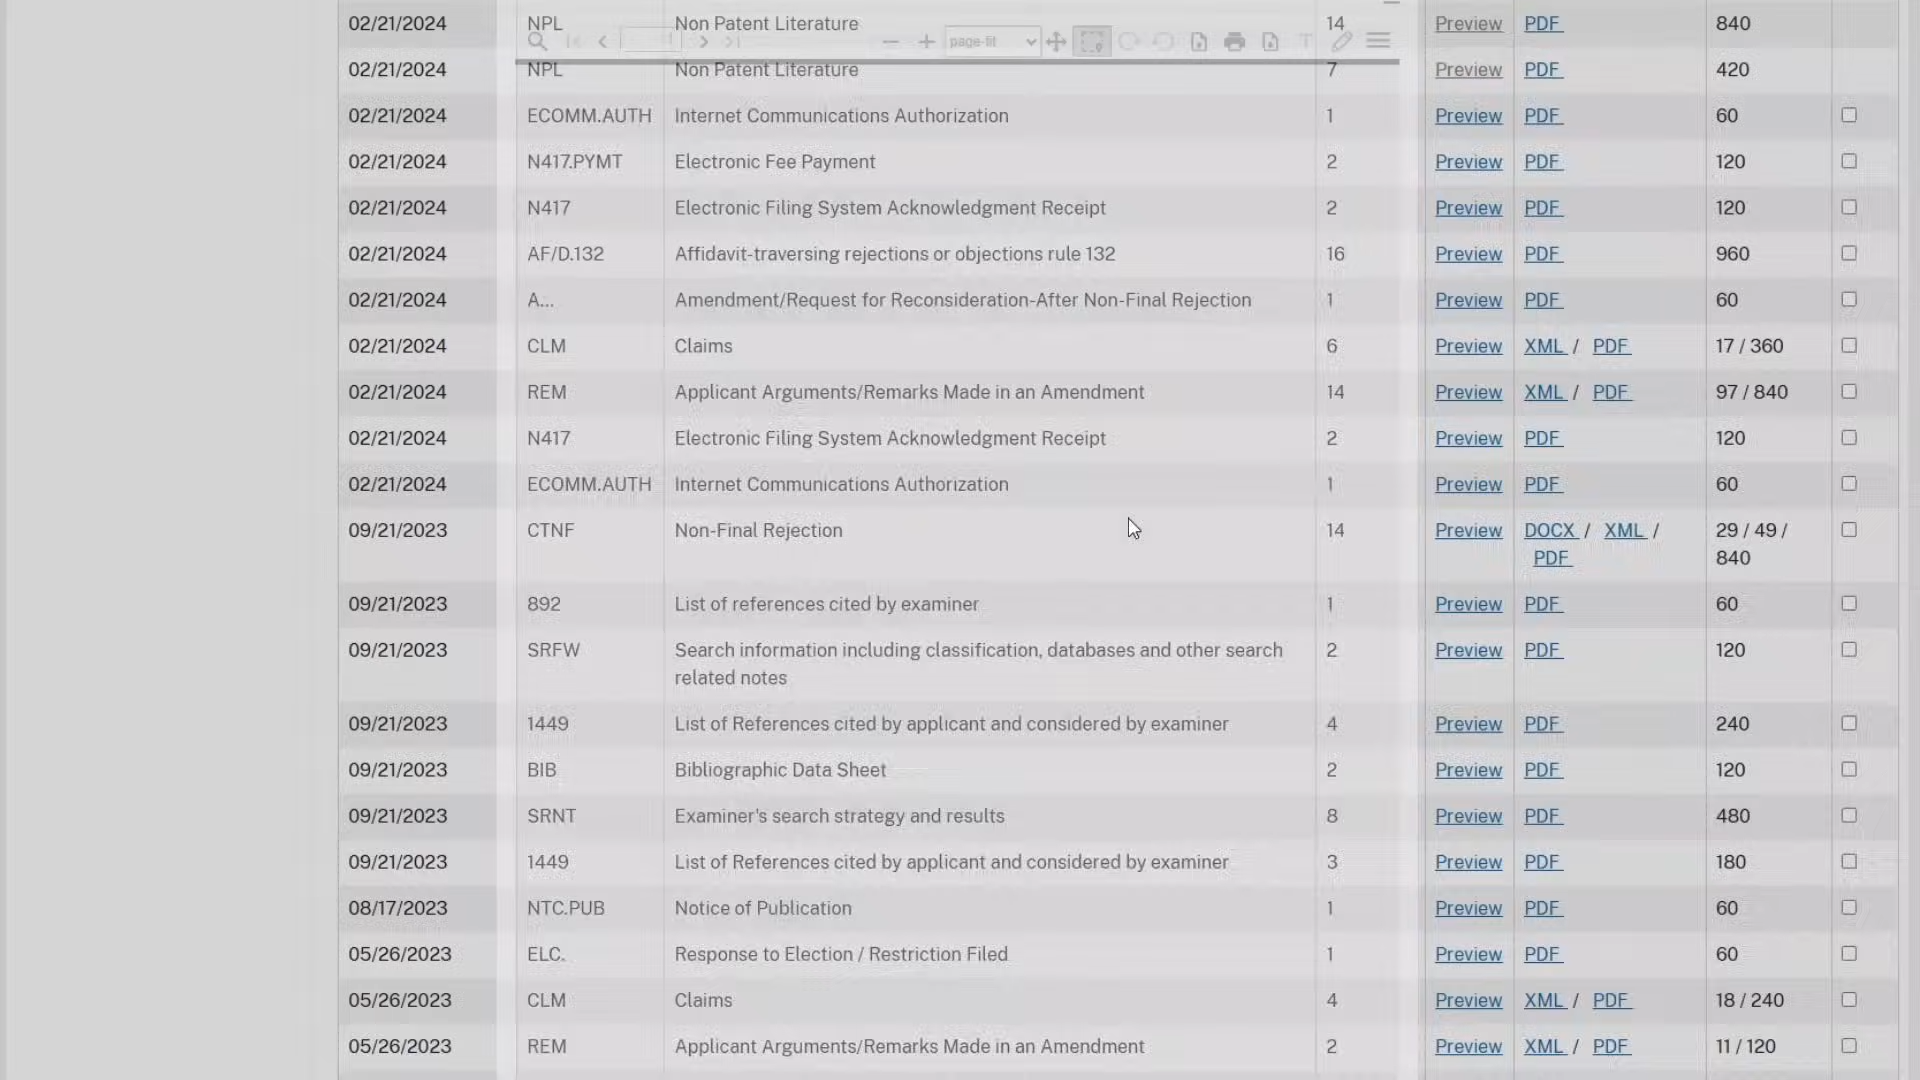 02/21/2024 NPL Non Patent Literature 14 Preview PDF 840
page-fit
02/21/2024 NPL Non Patent Literature 7 Preview PDF 420
02/21/2024 ECOMM.AUTH Internet Communications Authorization 1 Preview PDF 60
02/21/2024 N417.PYMT Electronic Fee Payment 2 Preview PDF 120
02/21/2024 N417 Electronic Filing System Acknowledgment Receipt 2 Preview PDF 120
02/21/2024 AF/D.132 Affidavit-traversing rejections or objections rule 132 16 Preview PDF 960
02/21/2024 A... Amendment/Request for Reconsideration-After Non-Final Rejection 1 Preview PDF 60
02/21/2024 CLM Claims 6 Preview XML / PDF 17 / 360
02/21/2024 REM Applicant Arguments/Remarks Made in an Amendment 14 Preview XML / PDF 97 / 840
02/21/2024 N417 Electronic Filing System Acknowledgment Receipt 2 Preview PDF 120
02/21/2024 ECOMM.AUTH Internet Communications Authorization 1 Preview PDF 60
09/21/2023 CTNF Non-Final Rejection 14 Preview DOCX / XML / 29 / 49 /
PDF 840
09/21/2023 892 List of references cited by examiner 1 Preview PDF 60
09/21/2023 SRFW Search information including classification, databases and other search 2 Preview PDF 120
related notes
09/21/2023 1449 List of References cited by applicant and considered by examiner 4 Preview PDF 240
09/21/2023 BIB Bibliographic Data Sheet 2 Preview PDF 120
09/21/2023 SRNT Examiner's search strategy and results 8 Preview PDF 480
09/21/2023 1449 List of References cited by applicant and considered by examiner 3 Preview PDF 180
08/17/2023 NTC.PUB Notice of Publication 1 Preview PDF 60
05/26/2023 ELC. Response to Election / Restriction Filed 1 Preview PDF 60
05/26/2023 CLM Claims 4 Preview XML / PDF 18 / 240
05/26/2023 REM Applicant Arguments/Remarks Made in an Amendment 2 Preview XML / PDF 11 / 120